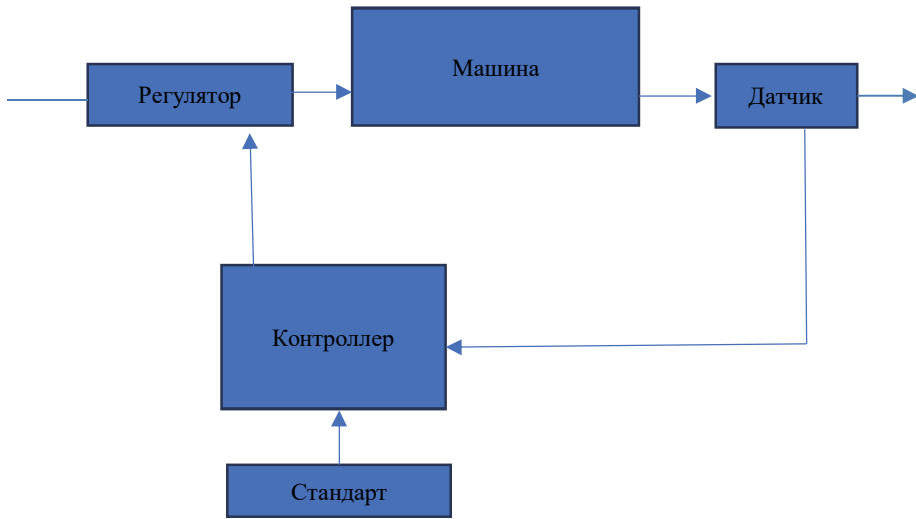 Машина
Регулятор
Датчик
Контроллер
Стандарт